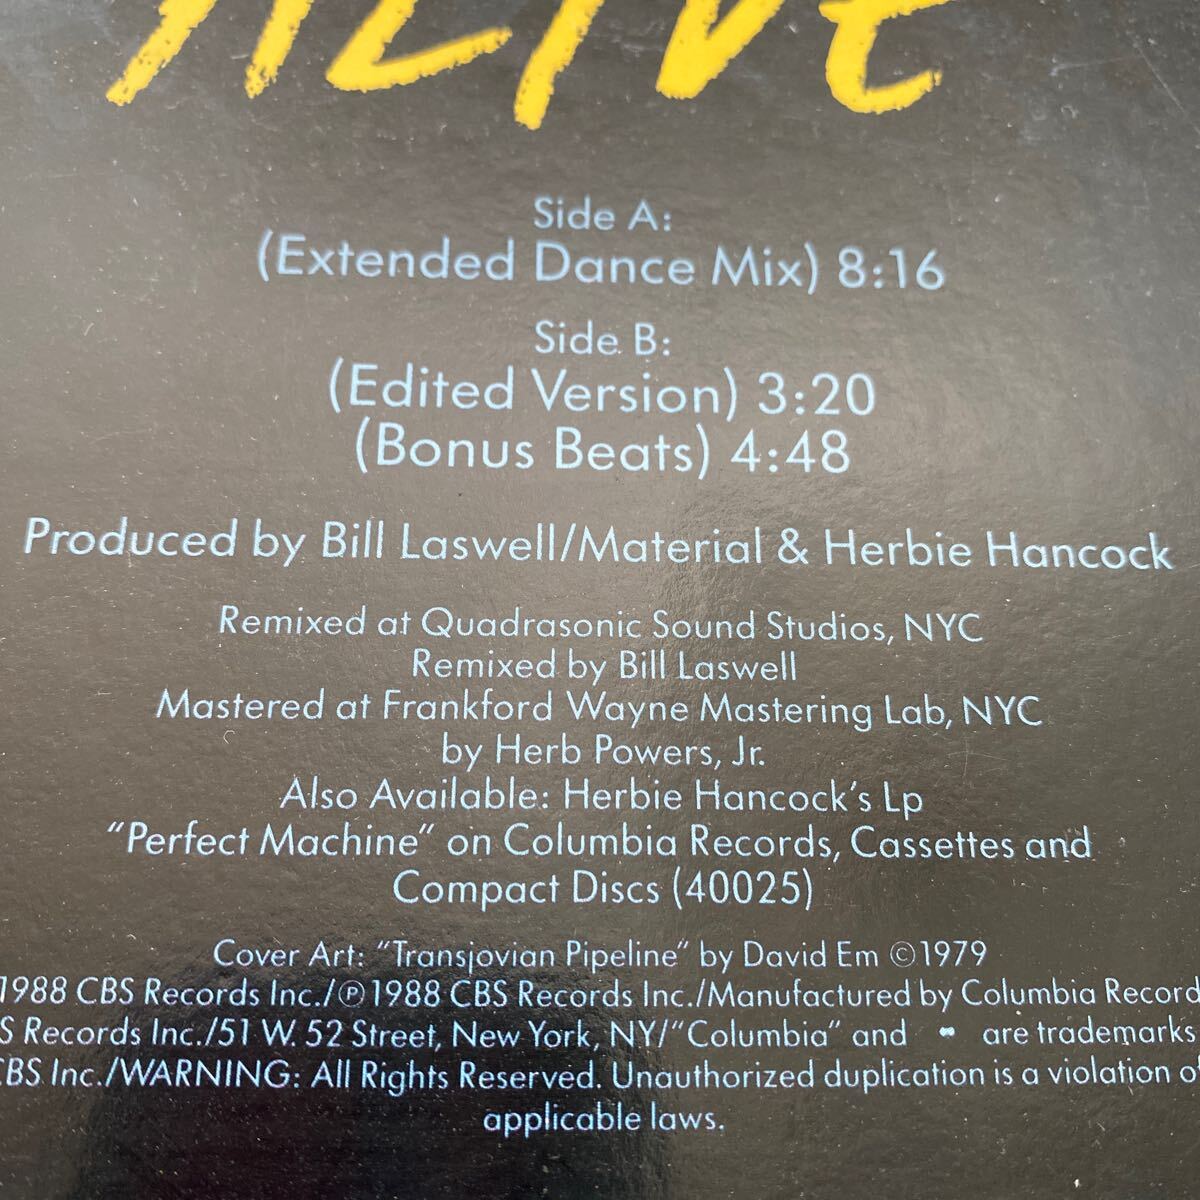 ALIVE
Side A:
(Extended Dance Mix) 8:16
Side B:
(Edited Version) 3:20
(Bonus Beats) 4:48
Produced by Bill Laswell/Material & Herbie Hancock
Remixed at Quadrasonic Sound Studios, NYC
Remixed by Bill Laswell
Mastered at Frankford Wayne Mastering Lab, NYC
by Herb Powers, Jr.
Also Available: Herbie Hancock's Lp
"Perfect Machine" on Columbia Records, Cassettes and
Compact Discs (40025)
Cover Art: "Transjovian Pipeline" by David Em ©1979
1988 CBS Records Inc./℗1988 CBS Records Inc./Manufactured by Columbia Record
S Records Inc./51 W. 52 Street, New York, NY/"Columbia" and are trademarks
CBS Inc./WARNING: All Rights Reserved. Unauthorized duplication is a violation of
applicable laws.